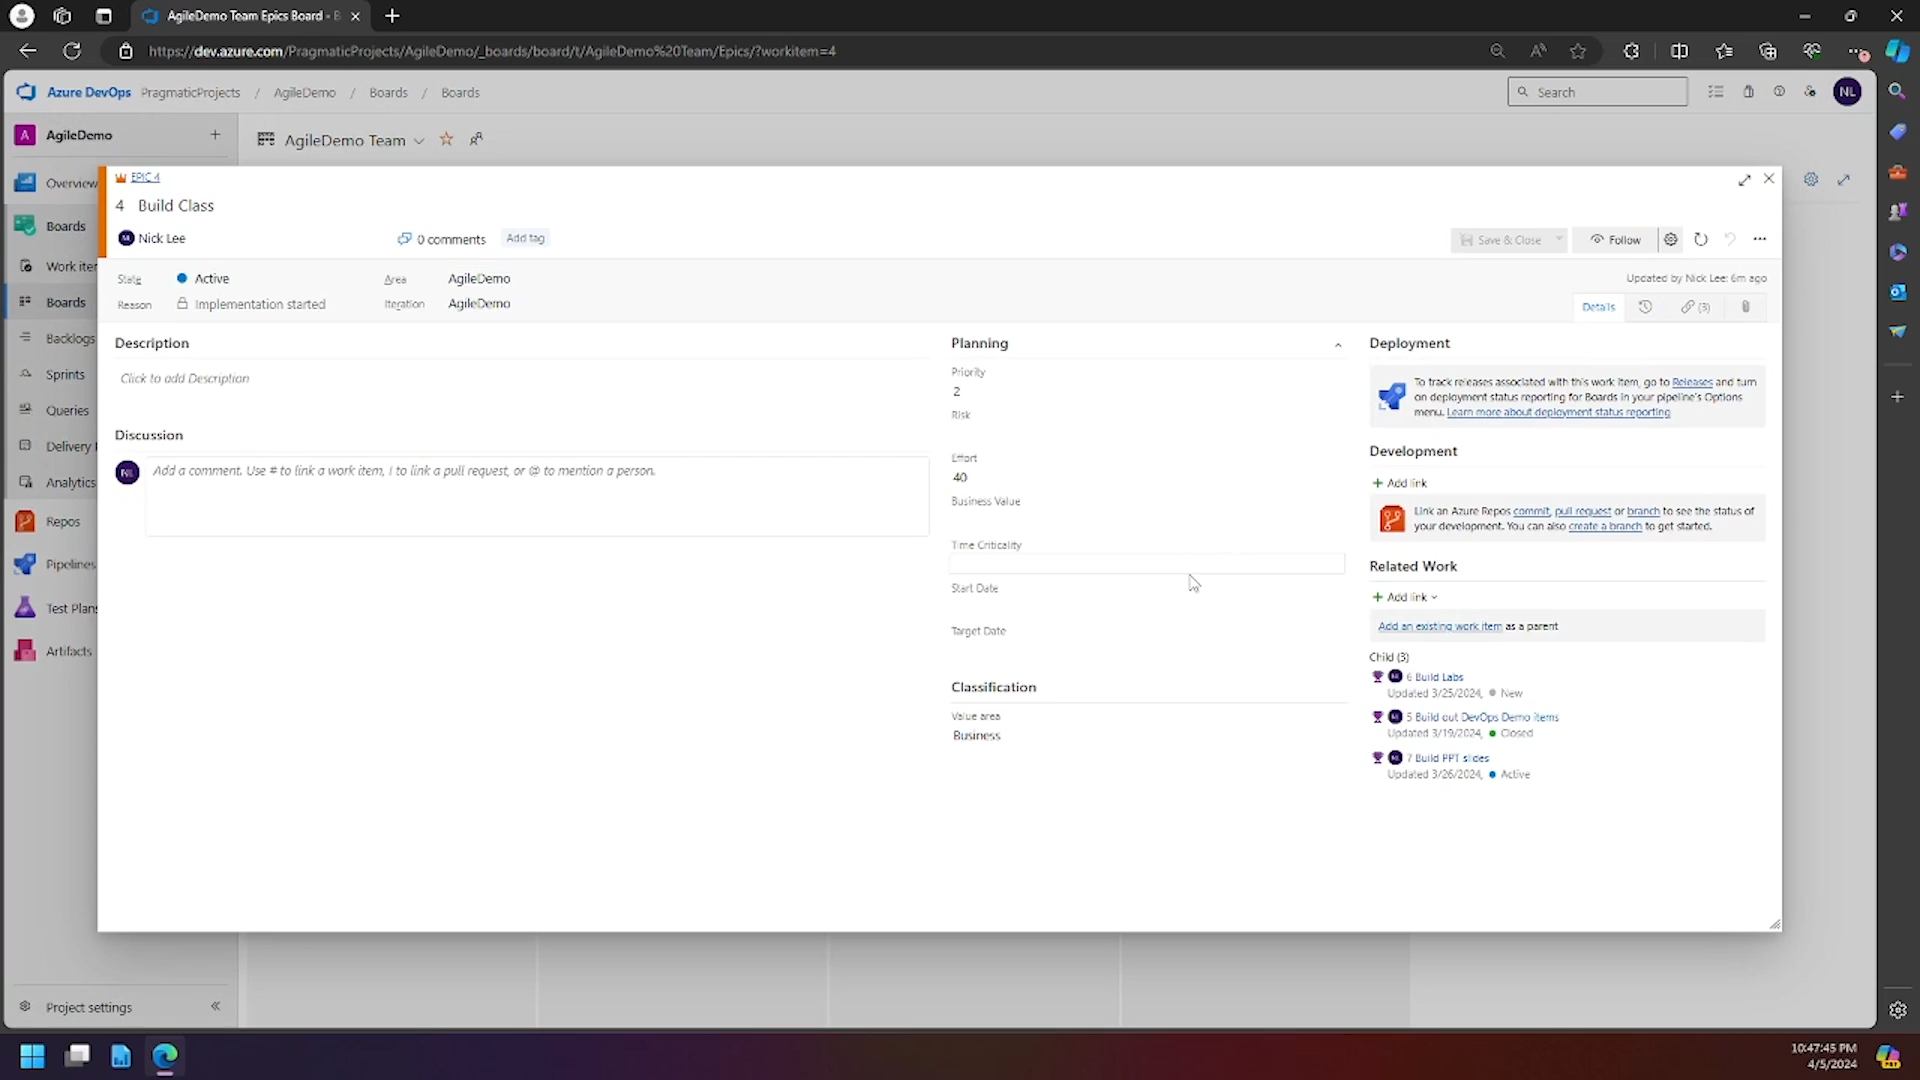 AgileDemo Team Epics Board - B
https://dev.azure.com/PragmaticProjects/AgileDemo/_boards/board/t/AgileDemo%20Team/Epics/?workitem=4
Azure DevOps PragmaticProjects / AgileDemo / Boards / Boards
Search
NL
A AgileDemo
AgileDemo Team
Overview
Boards
Work iter
Boards
Backlogs
Sprints
Queries
Delivery
Analytics
Repos
Pipelines
Test Plans
Artifacts
Project settings
EPIC 4
4 Build Class
Nick Lee
0 comments
Add tag
Save & Close
Follow
State Active
Area AgileDemo
Updated by Nick Lee: 6m ago
Reason Implementation started
Iteration AgileDemo
Details
(3)
Description
Click to add Description
Discussion
NL
Add a comment. Use # to link a work item, ! to link a pull request, or @ to mention a person.
Planning
Priority
2
Risk
Effort
40
Business Value
Time Criticality
Start Date
Target Date
Classification
Value area
Business
Deployment
To track releases associated with this work item, go to Releases and turn
on deployment status reporting for Boards in your pipeline's Options
menu. Learn more about deployment status reporting
Development
Add link
Link an Azure Repos commit, pull request or branch to see the status of
your development. You can also create a branch to get started.
Related Work
Add link
Add an existing work item as a parent
Child (3)
6 Build Labs
Updated 3/25/2024, New
5 Build out DevOps Demo items
Updated 3/19/2024, Closed
7 Build PPT slides
Updated 3/26/2024, Active
10:47:45 PM
4/5/2024